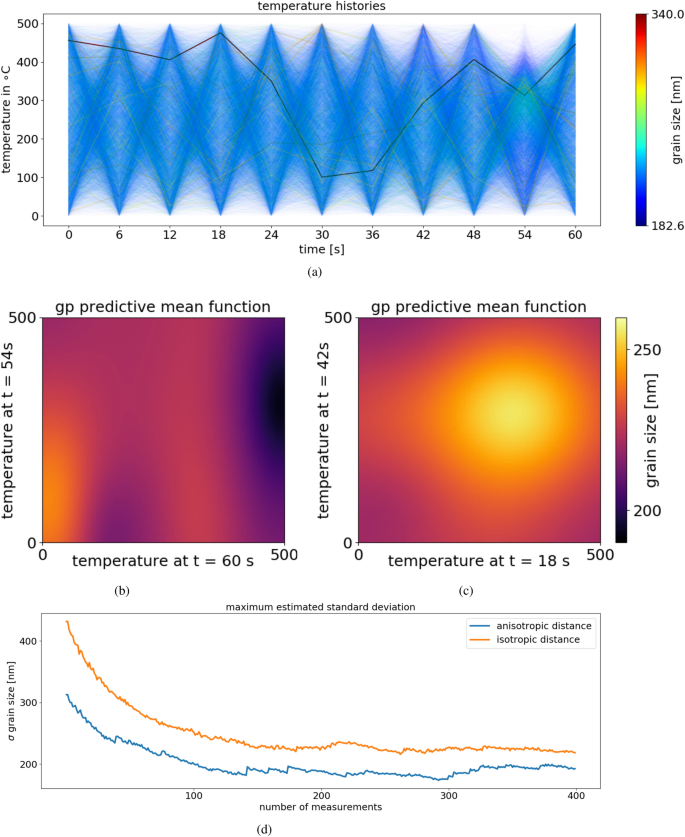 temperature histories
500
400
300
200
100
0
temperature in ∘C
0 6 12 18 24 30 36 42 48 54 60
time [s]
340.0
grain size [nm]
182.6
(a)
gp predictive mean function
500
temperature at t = 54s
0
0 500
temperature at t = 60 s
(b)
gp predictive mean function
500
temperature at t = 42s
0
0 500
temperature at t = 18 s
250
200
grain size [nm]
(c)
maximum estimated standard deviation
400
300
200
σ grain size [nm]
anisotropic distance
isotropic distance
100 200 300 400
number of measurements
(d)